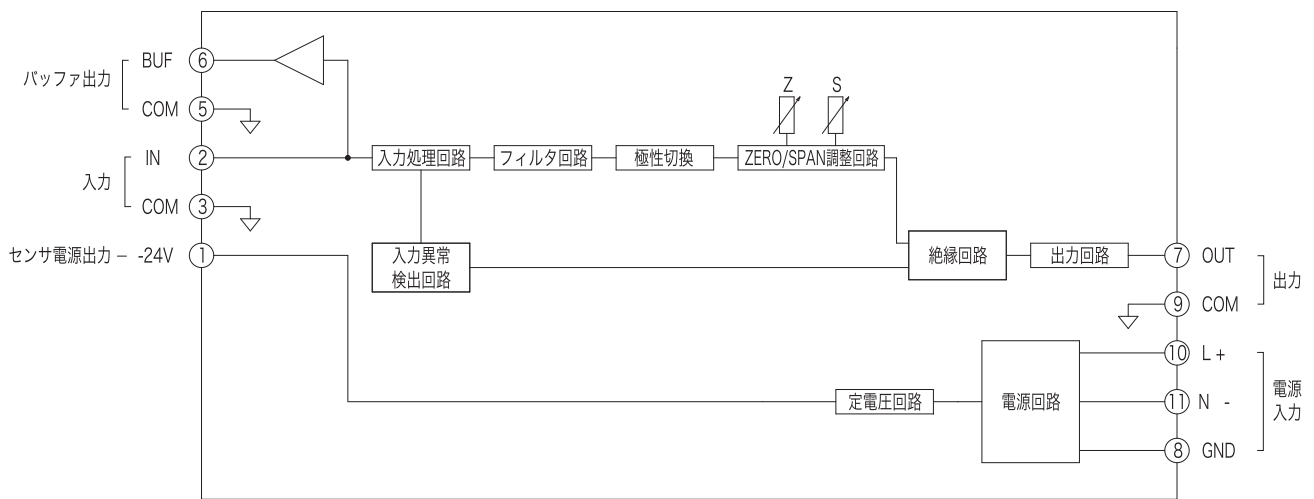 バッファ出力
BUF
6
COM
5
入力
IN
2
COM
3
センサ電源出力 - -24V
1
入力処理回路
フィルタ回路
極性切換
ZERO/SPAN調整回路
Z
S
入力異常
検出回路
絶縁回路
出力回路
7
OUT
9
COM
出力
定電圧回路
電源回路
10
L +
11
N -
8
GND
電源
入力